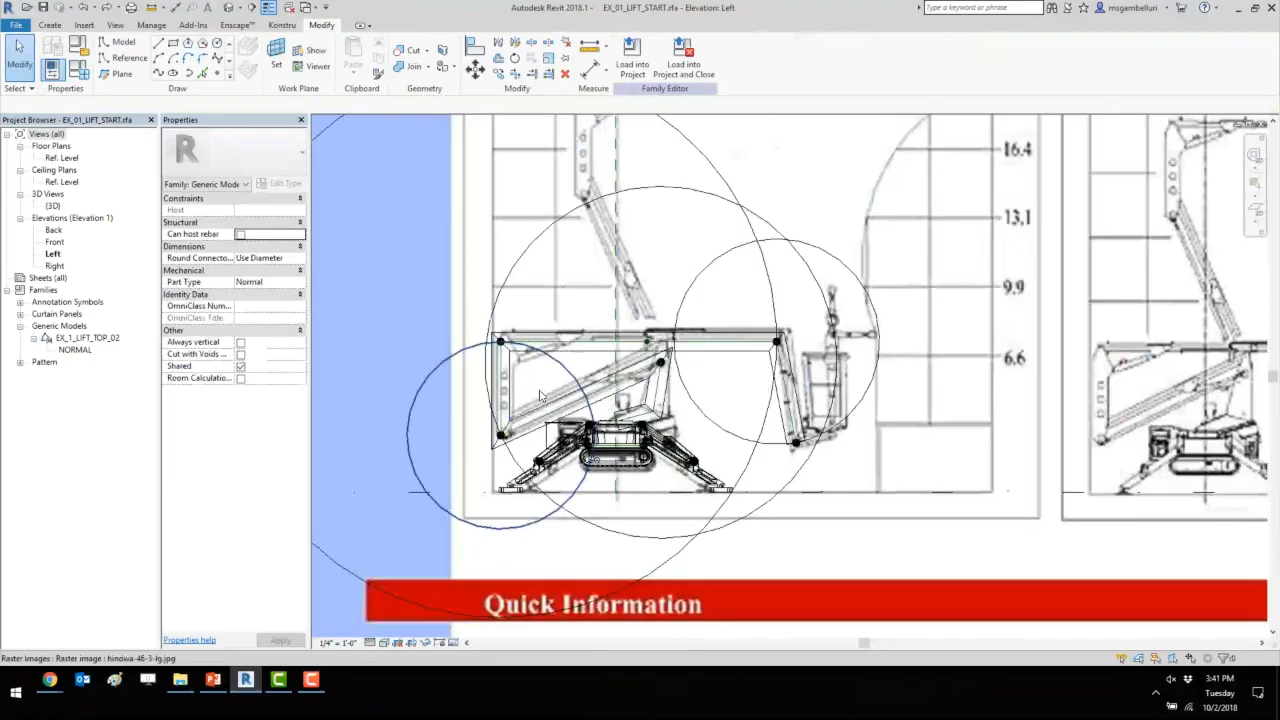 Autodesk Revit 2018.1 - EX_01_LIFT_START.rfa - Elevation: Left
Type a keyword or phrase
msigambelluri
File Create Insert View Manage Add-Ins Enscape™ Konstru Modify
Modify
Select
Properties
Model
Reference
Plane
Draw
Set
Show
Viewer
Work Plane
Paste
Clipboard
Cut
Join
Geometry
Modify
Measure
Load into Project
Load into Project and Close
Family Editor
Project Browser - EX_01_LIFT_START.rfa
Views (all)
Floor Plans
Ref. Level
Ceiling Plans
Ref. Level
3D Views
{3D}
Elevations (Elevation 1)
Back
Front
Left
Right
Sheets (all)
Families
Annotation Symbols
Curtain Panels
Generic Models
EX_1_LIFT_TOP_02
NORMAL
Pattern
Properties
R
Family: Generic Mode
Edit Type
Constraints
Host
Structural
Can host rebar
Dimensions
Round Connecto... Use Diameter
Mechanical
Part Type Normal
Identity Data
OmniClass Num...
OmniClass Title
Other
Always vertical
Cut with Voids ...
Shared
Room Calculatio...
Properties help
Apply
16.4
13,1
9.9
6.6
Quick Information
1/4" = 1'-0"
Raster Images : Raster image : hinowa-46-3-lg.jpg
:0
3:41 PM
Tuesday
10/2/2018